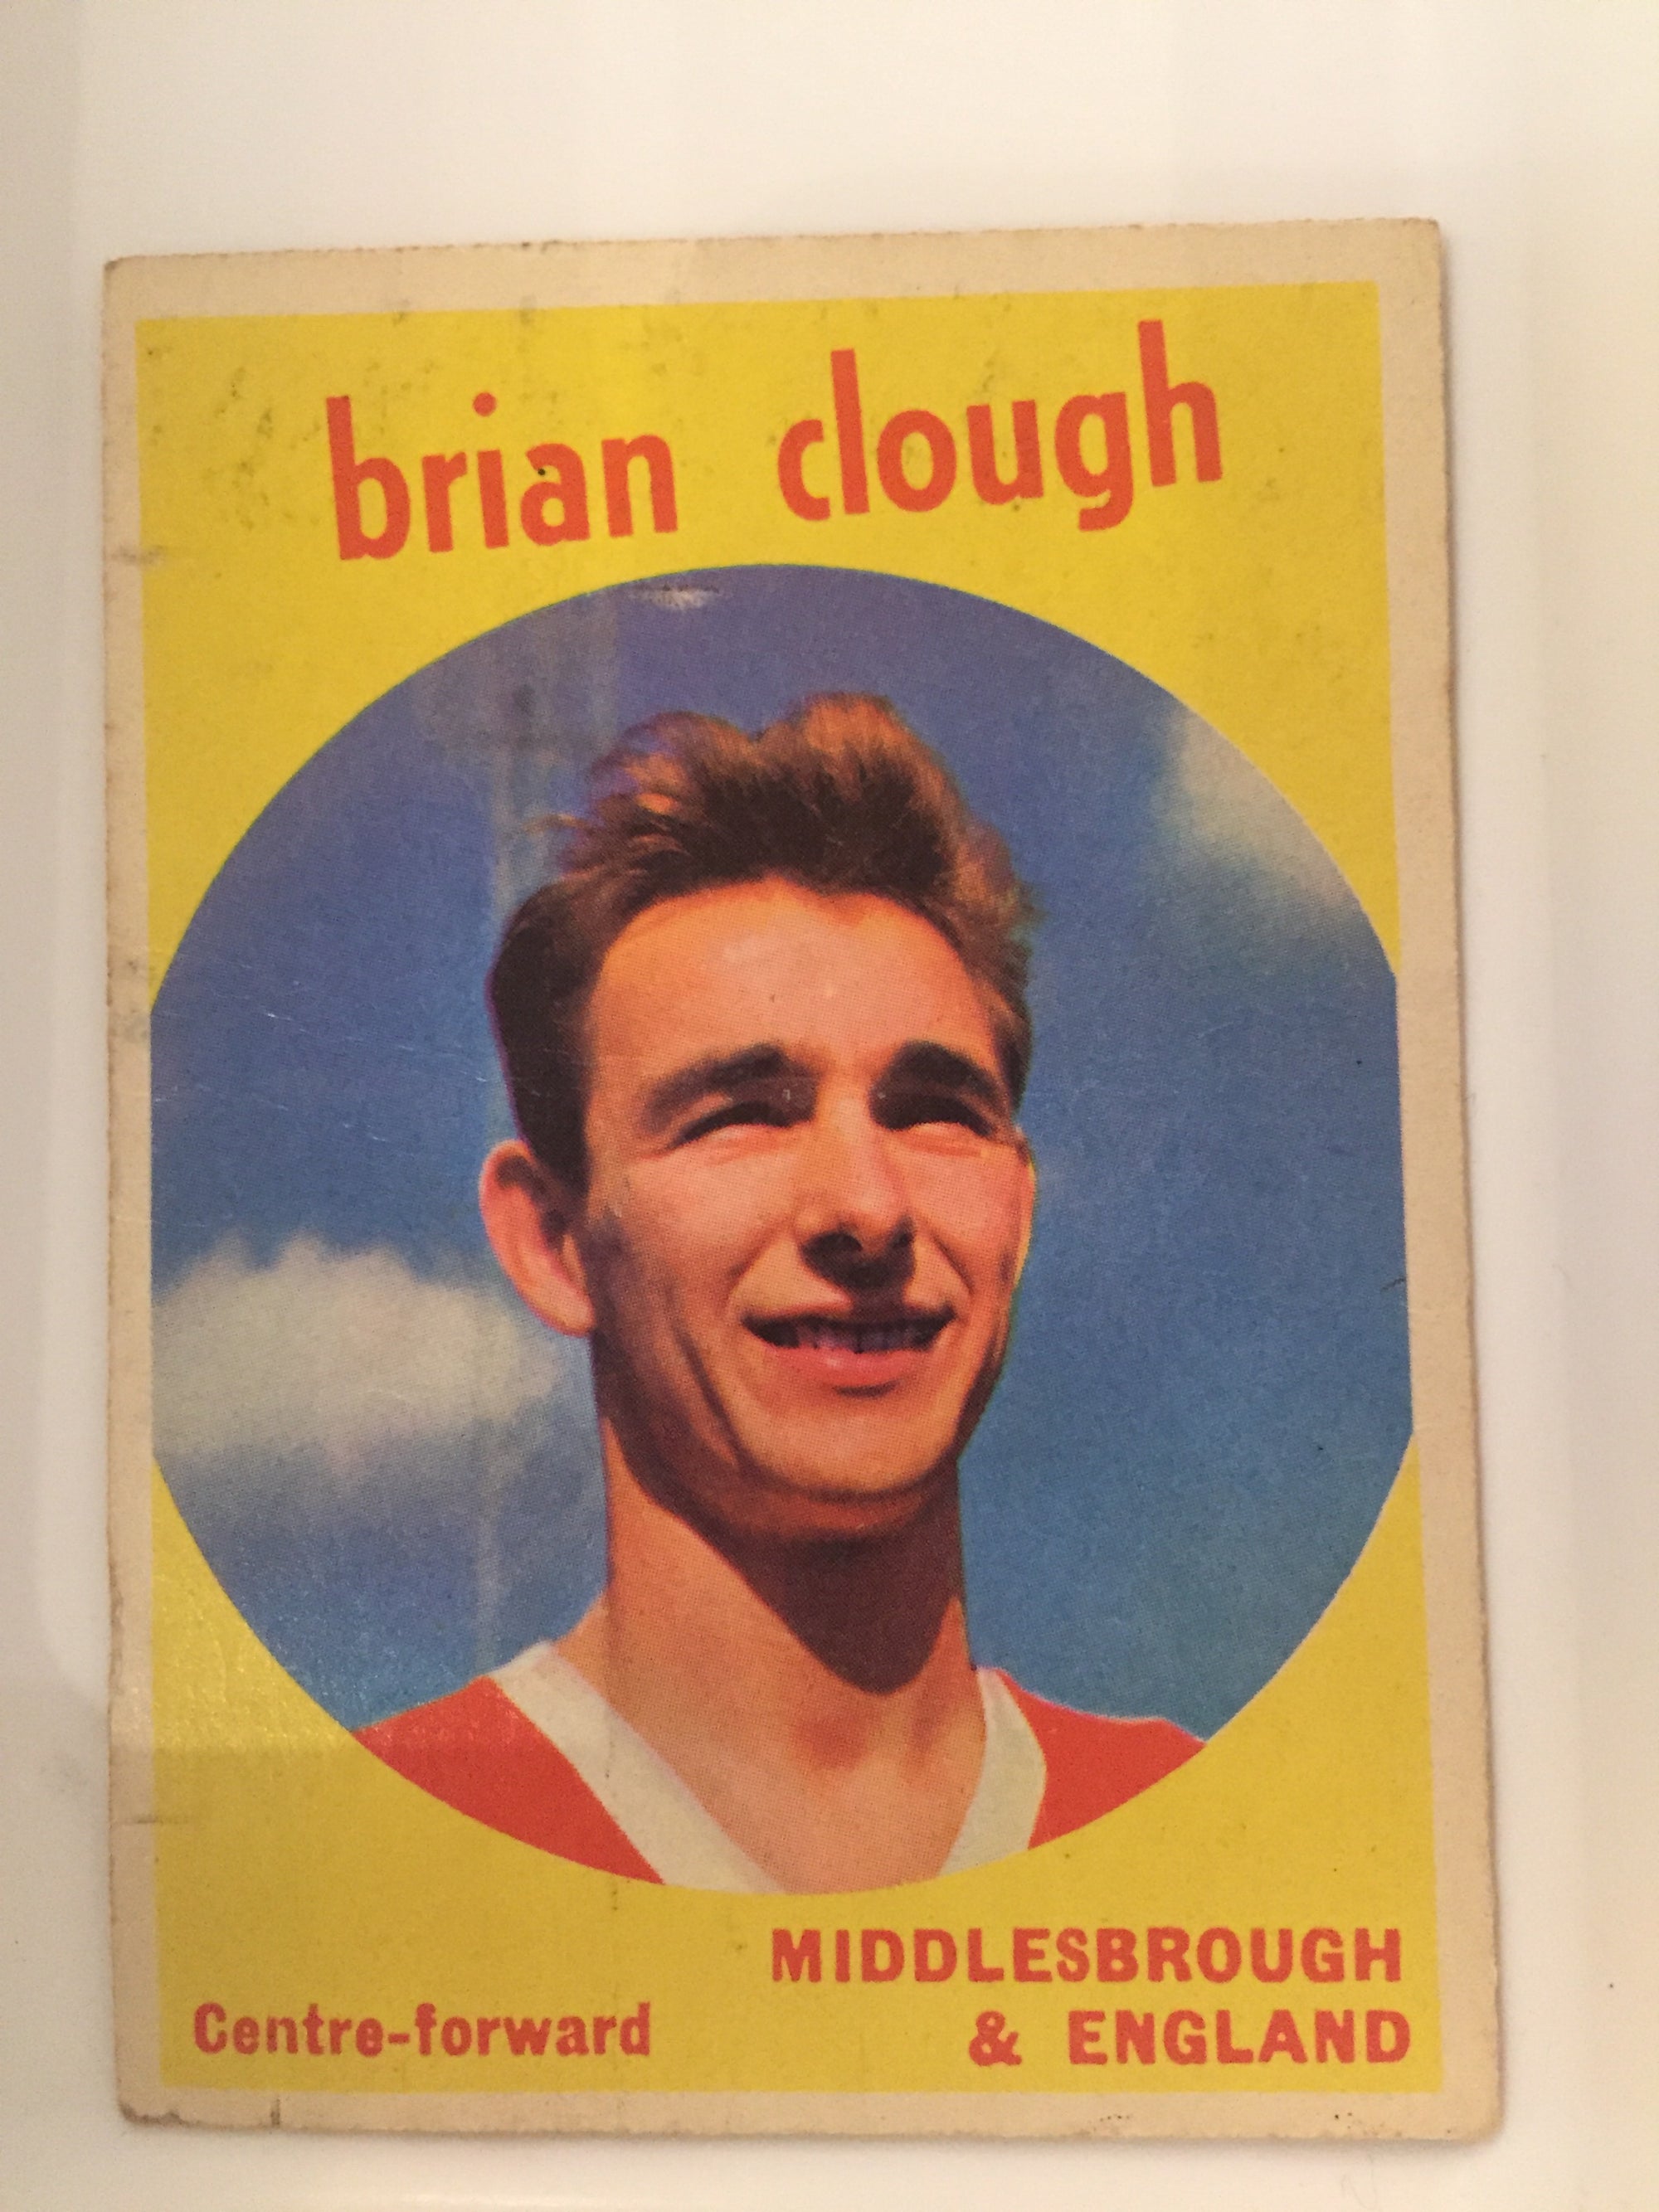 brian clough
MIDDLESBROUGH
Centre-forward & ENGLAND